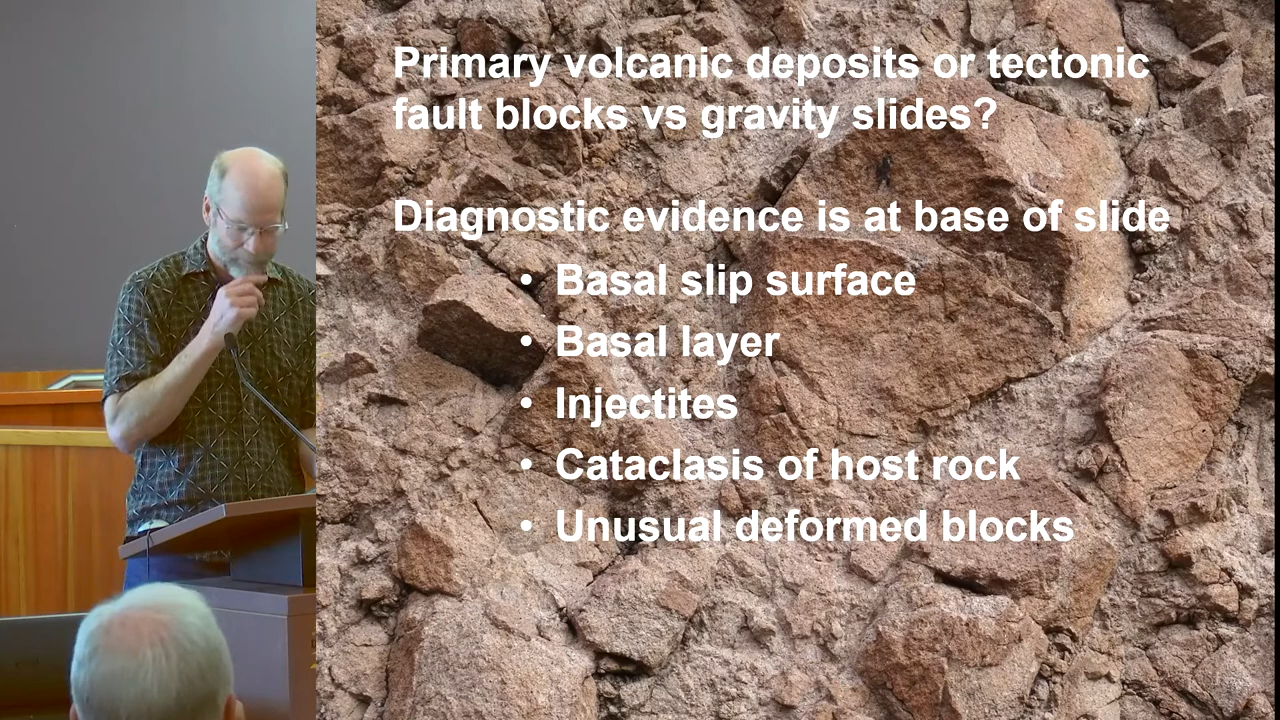 Primary volcanic deposits or tectonic
fault blocks vs gravity slides?
Diagnostic evidence is at base of slide
• Basal slip surface
• Basal layer
• Injectites
• Cataclasis of host rock
• Unusual deformed blocks